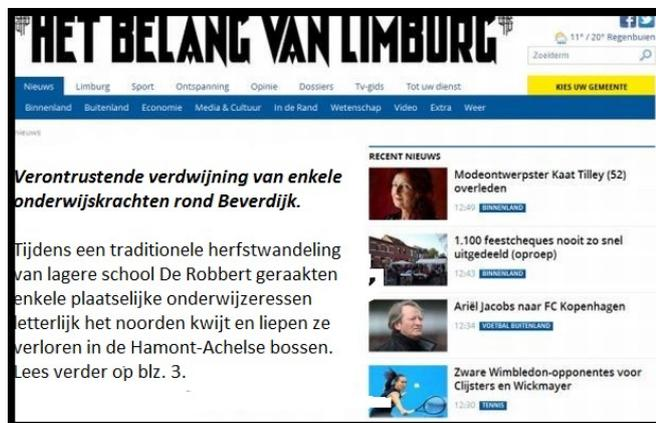 HET BELANG VAN LIMBURG
11° / 20° Regenbuien
Zoekterm
Nieuws Limburg Sport Ontspanning Opinie Dossiers Tv-gids Tot uw dienst
KIES UW GEMEENTE
Binnenland Buitenland Economie Media & Cultuur In de Rand Wetenschap Video Extra Weer
nieuws
Verontrustende verdwijning van enkele
onderwijskrachten rond Beverdijk.
Tijdens een traditionele herfstwandeling
van lagere school De Robbert geraakten
enkele plaatselijke onderwijzeressen
letterlijk het noorden kwijt en liepen ze
verloren in de Hamont-Achelse bossen.
Lees verder op blz. 3.
RECENT NIEUWS
Modeontwerpster Kaat Tilley (52)
overleden
12:49 BINNENLAND
1.100 feestcheques nooit zo snel
uitgedeeld (oproep)
12:43 BINNENLAND
Ariël Jacobs naar FC Kopenhagen
12:34 VOETBAL BUITENLAND
Zware Wimbledon-opponentes voor
Clijsters en Wickmayer
12:30 TENNIS